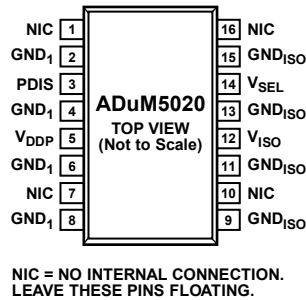 NIC 1 16 NIC
GND1 2 15 GNDISO
PDIS 3 14 VSEL
GND1 4 ADuM5020 13 GNDISO
TOP VIEW
VDDP 5 (Not to Scale) 12 VISO
GND1 6 11 GNDISO
NIC 7 10 NIC
GND1 8 9 GNDISO
NIC = NO INTERNAL CONNECTION.
LEAVE THESE PINS FLOATING.